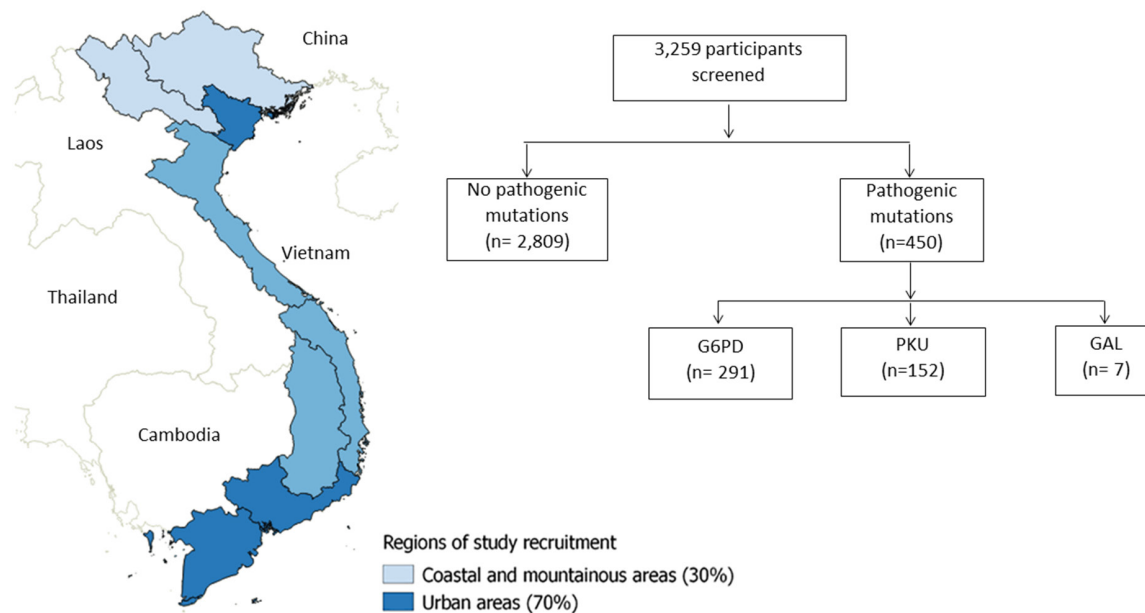 China
Laos
Vietnam
Thailand
Cambodia
Regions of study recruitment
Coastal and mountainous areas (30%)
Urban areas (70%)
3,259 participants
screened
No pathogenic
mutations
(n= 2,809)
Pathogenic
mutations
(n=450)
G6PD
(n= 291)
PKU
(n=152)
GAL
(n= 7)